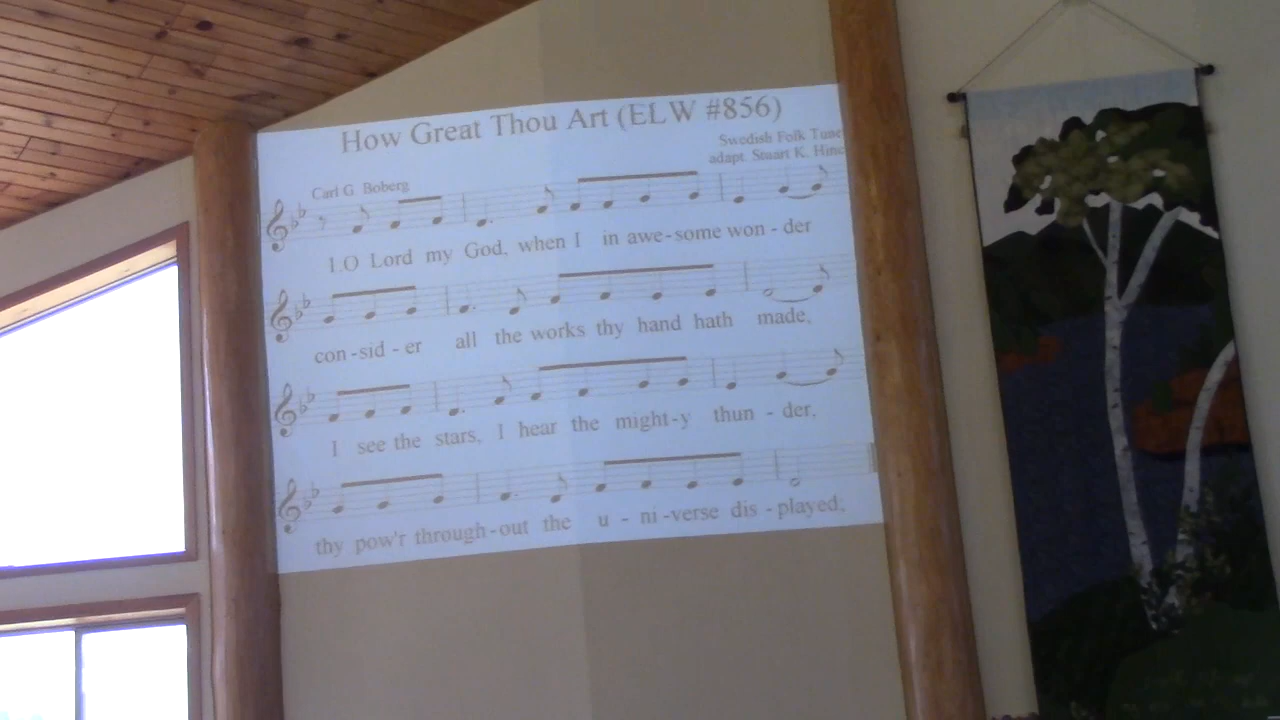 How Great Thou Art (ELW #856)
Swedish Folk Tune
adapt. Stuart K. Hine
Carl G. Boberg
1.O Lord my God, when I in awe-some won - der
con-sid - er all the works thy hand hath made,
I see the stars, I hear the might-y thun - der,
thy pow'r through-out the u - ni-verse dis-played,